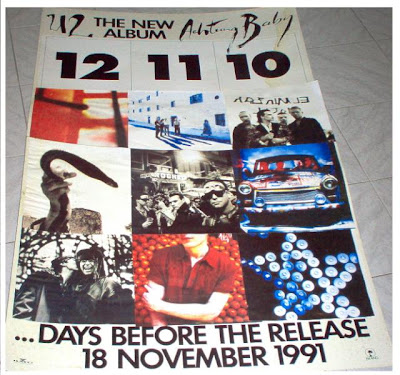 U2 THE NEW ALBUM Achtung Baby
12 11 10
...DAYS BEFORE THE RELEASE
18 NOVEMBER 1991